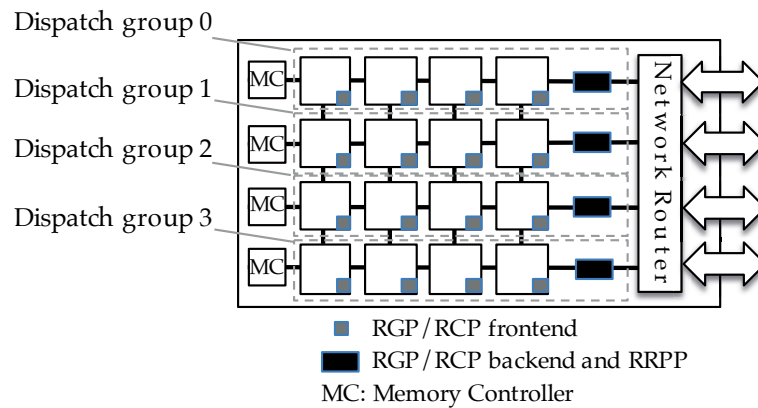 Dispatch group 0
Dispatch group 1
Dispatch group 2
Dispatch group 3
MC
MC
MC
MC
Network Router
RGP/RCP frontend
RGP/RCP backend and RRPP
MC: Memory Controller